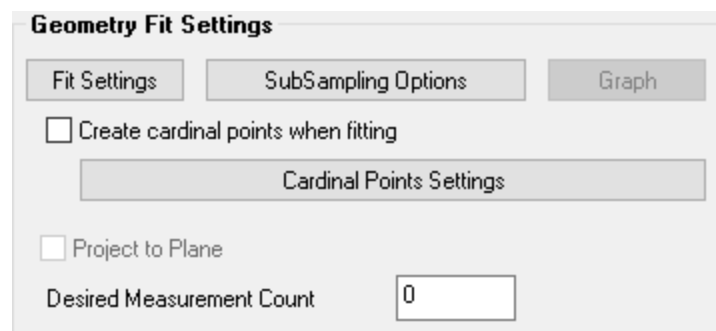 Geometry Fit Settings
Fit Settings SubSampling Options Graph
Create cardinal points when fitting
Cardinal Points Settings
Project to Plane
Desired Measurement Count 0